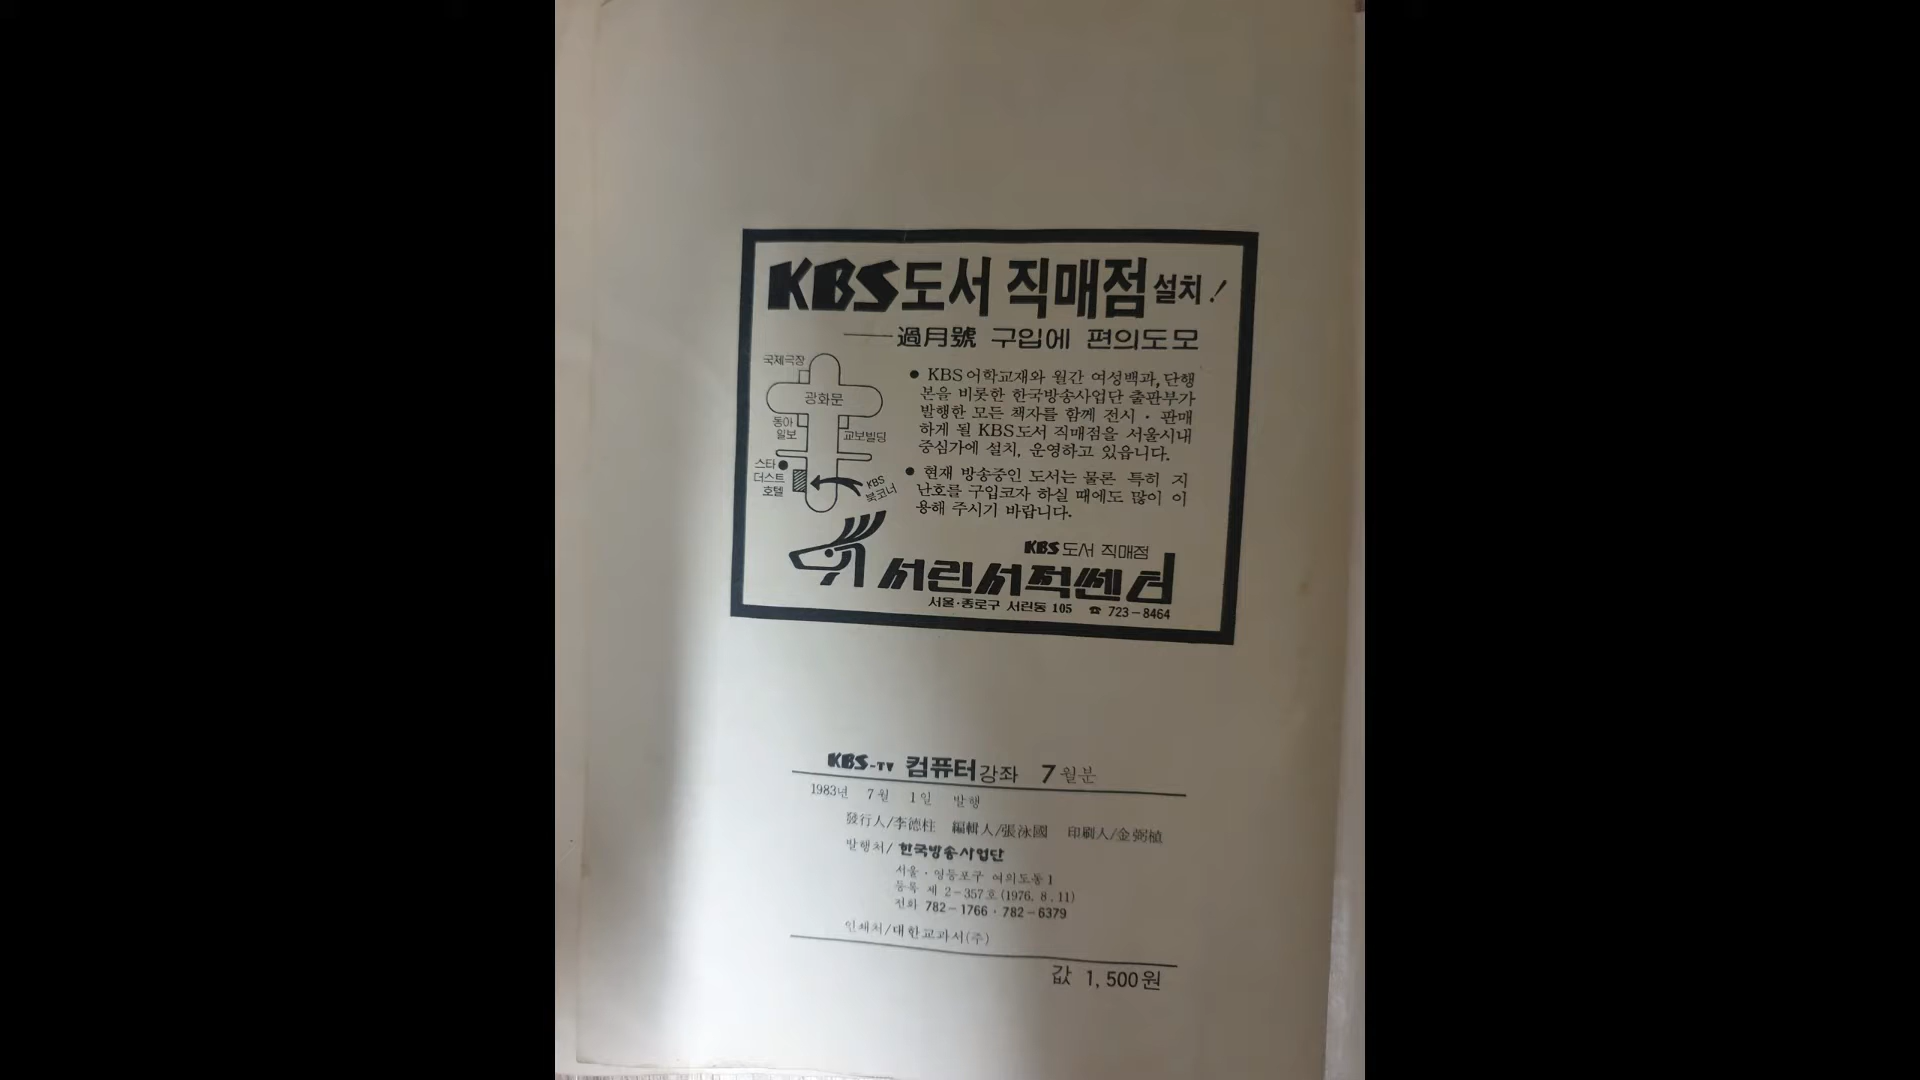 KBS도서 직매점 설치!
──過月號 구입에 편의도모
국제극장
광화문
동아
일보
교보빌딩
스타
더스트
호텔
KBS
북코너
● KBS어학교재와 월간 여성백과, 단행
본을 비롯한 한국방송사업단 출판부가
발행한 모든 책자를 함께 전시·판매
하게 될 KBS도서 직매점을 서울시내
중심가에 설치, 운영하고 있읍니다.
● 현재 방송중인 도서는 물론 특히 지
난호를 구입코자 하실 때에도 많이 이
용해 주시기 바랍니다.
KBS 도서 직매점
서린서적쎈터
서울·종로구 서린동 105 ☎ 723-8464
KBS-TV 컴퓨터강좌 7월분
1983년 7월 1일 발행
發行人/李德柱 編輯人/張泳國 印刷人/金弼植
발행처/한국방송사업단
서울·영등포구 여의도동1
등록 제 2-357호(1976. 8. 11)
전화 782-1766·782-6379
인쇄처/대한교과서(주)
값 1,500원